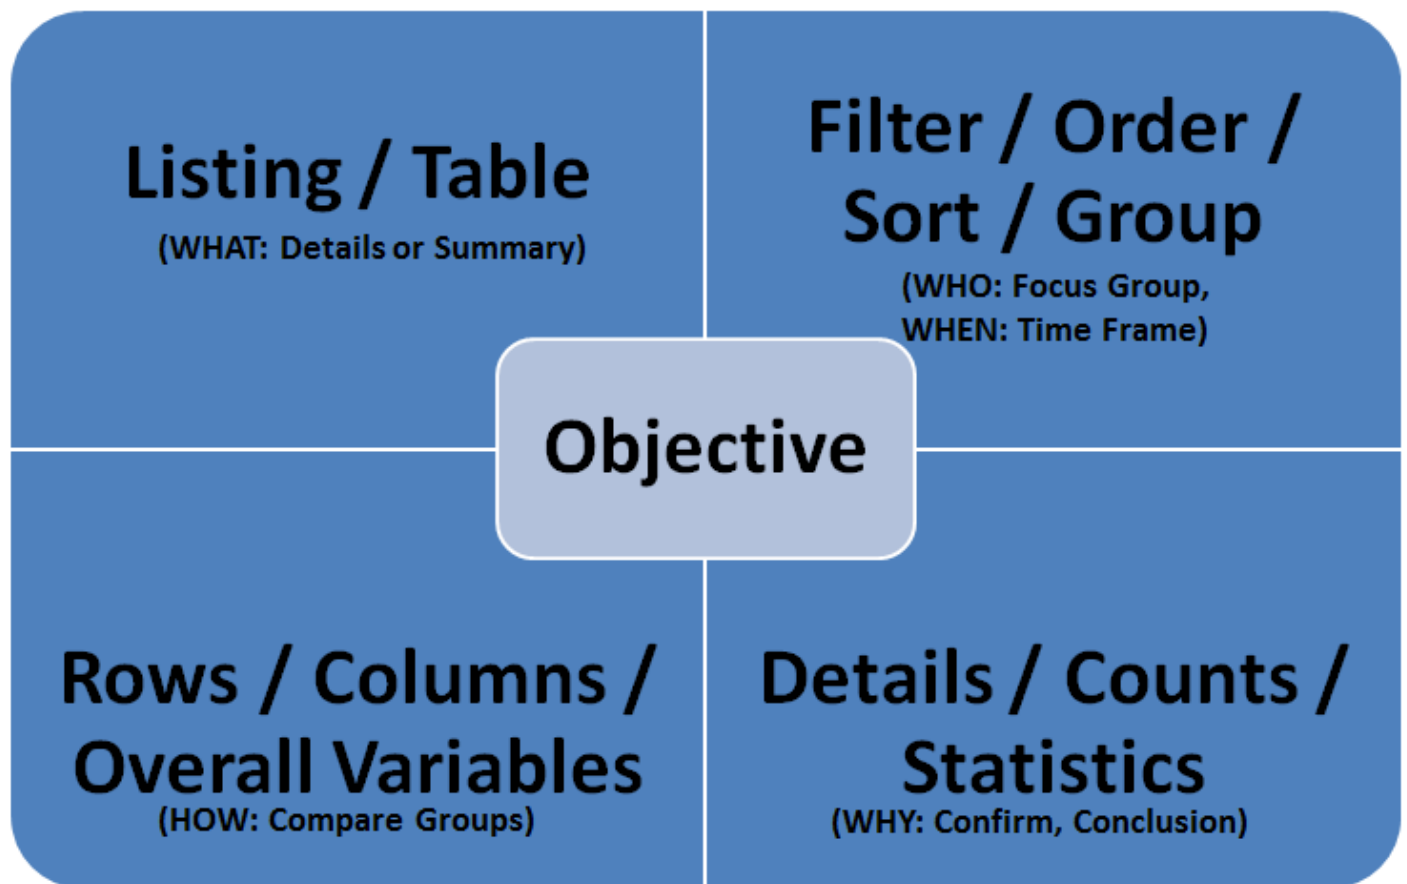 Listing / Table
(WHAT: Details or Summary)
Filter / Order /
Sort / Group
(WHO: Focus Group,
WHEN: Time Frame)
Objective
Rows / Columns /
Overall Variables
(HOW: Compare Groups)
Details / Counts /
Statistics
(WHY: Confirm, Conclusion)